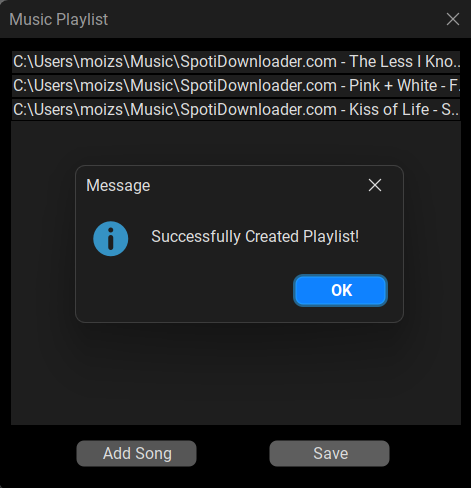 Music Playlist
C:\Users\moizs\Music\SpotiDownloader.com - The Less I Kno..
C:\Users\moizs\Music\SpotiDownloader.com - Pink + White - F.
C:\Users\moizs\Music\SpotiDownloader.com - Kiss of Life - S..
Message
Successfully Created Playlist!
OK
Add Song
Save